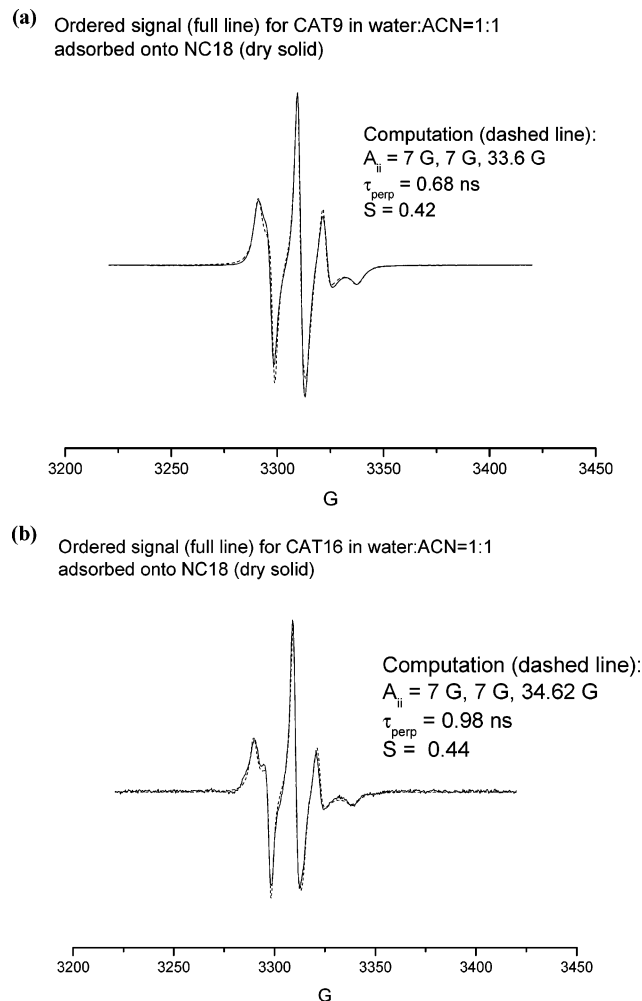 (a)
Ordered signal (full line) for CAT9 in water:ACN=1:1
adsorbed onto NC18 (dry solid)
Computation (dashed line):
A_ii = 7 G, 7 G, 33.6 G
τ_perp = 0.68 ns
S = 0.42
3200 3250 3300 3350 3400 3450
G
(b)
Ordered signal (full line) for CAT16 in water:ACN=1:1
adsorbed onto NC18 (dry solid)
Computation (dashed line):
A_ii = 7 G, 7 G, 34.62 G
τ_perp = 0.98 ns
S = 0.44
3200 3250 3300 3350 3400 3450
G